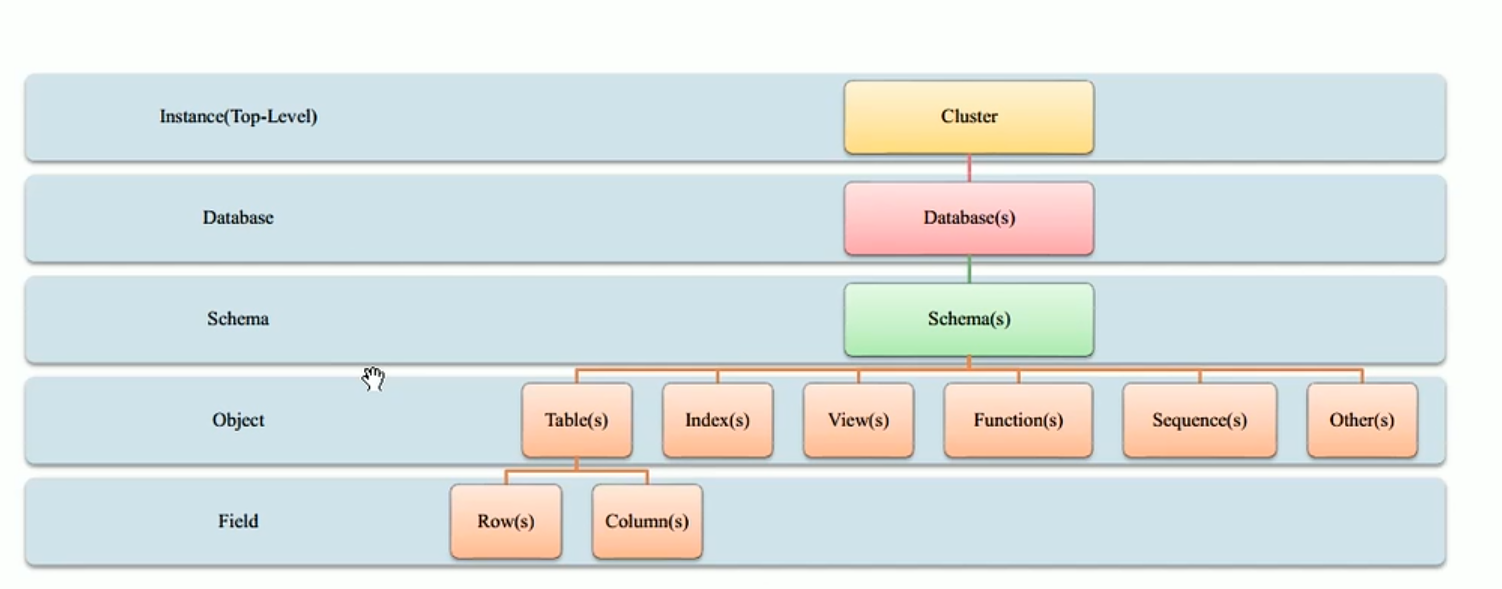 Instance(Top-Level)
Cluster
Database
Database(s)
Schema
Schema(s)
Object
Table(s)
Index(s)
View(s)
Function(s)
Sequence(s)
Other(s)
Field
Row(s)
Column(s)